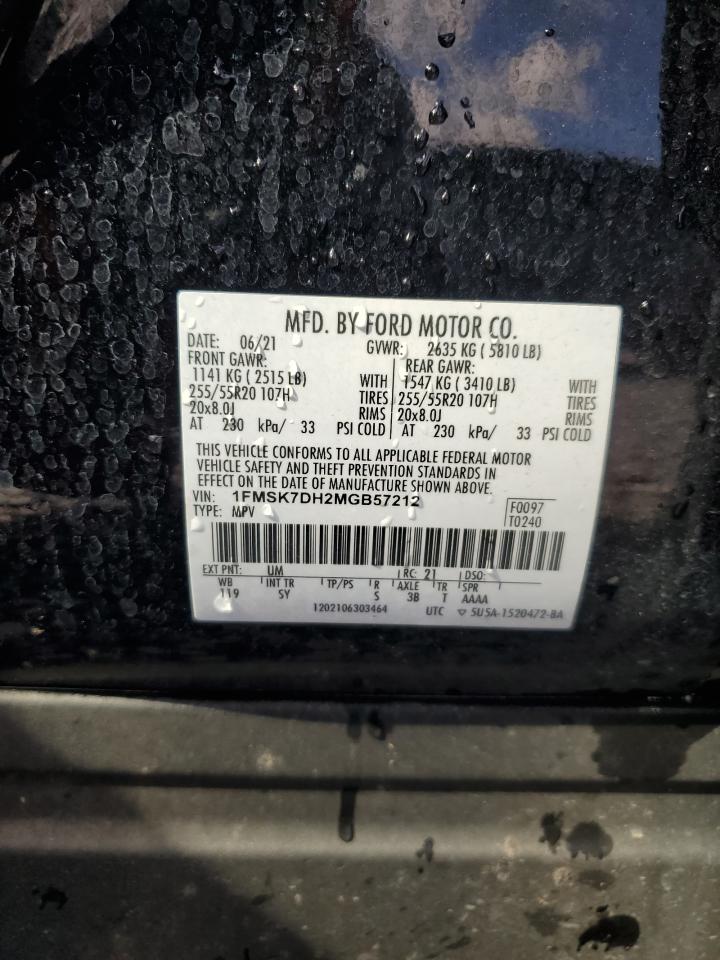 MFD. BY FORD MOTOR CO.
DATE: 06/21 GVWR: 2635 KG ( 5810 LB)
FRONT GAWR: REAR GAWR:
1141 KG ( 2515 LB) WITH 1547 KG ( 3410 LB) WITH
255/55R20 107H TIRES 255/55R20 107H TIRES
20x8.0J RIMS 20x8.0J RIMS
AT 230 kPa/ 33 PSI COLD AT 230 kPa/ 33 PSI COLD
THIS VEHICLE CONFORMS TO ALL APPLICABLE FEDERAL MOTOR
VEHICLE SAFETY AND THEFT PREVENTION STANDARDS IN
EFFECT ON THE DATE OF MANUFACTURE SHOWN ABOVE.
VIN: 1FMSK7DH2MGB57212 F0097
TYPE: MPV T0240
EXT PNT: UM RC: 21 DSO:
WB INT TR TP/PS R AXLE TR SPR
119 SY S 3B T AAAA
1202106303464 UTC ▽ 5U5A-1520472-BA